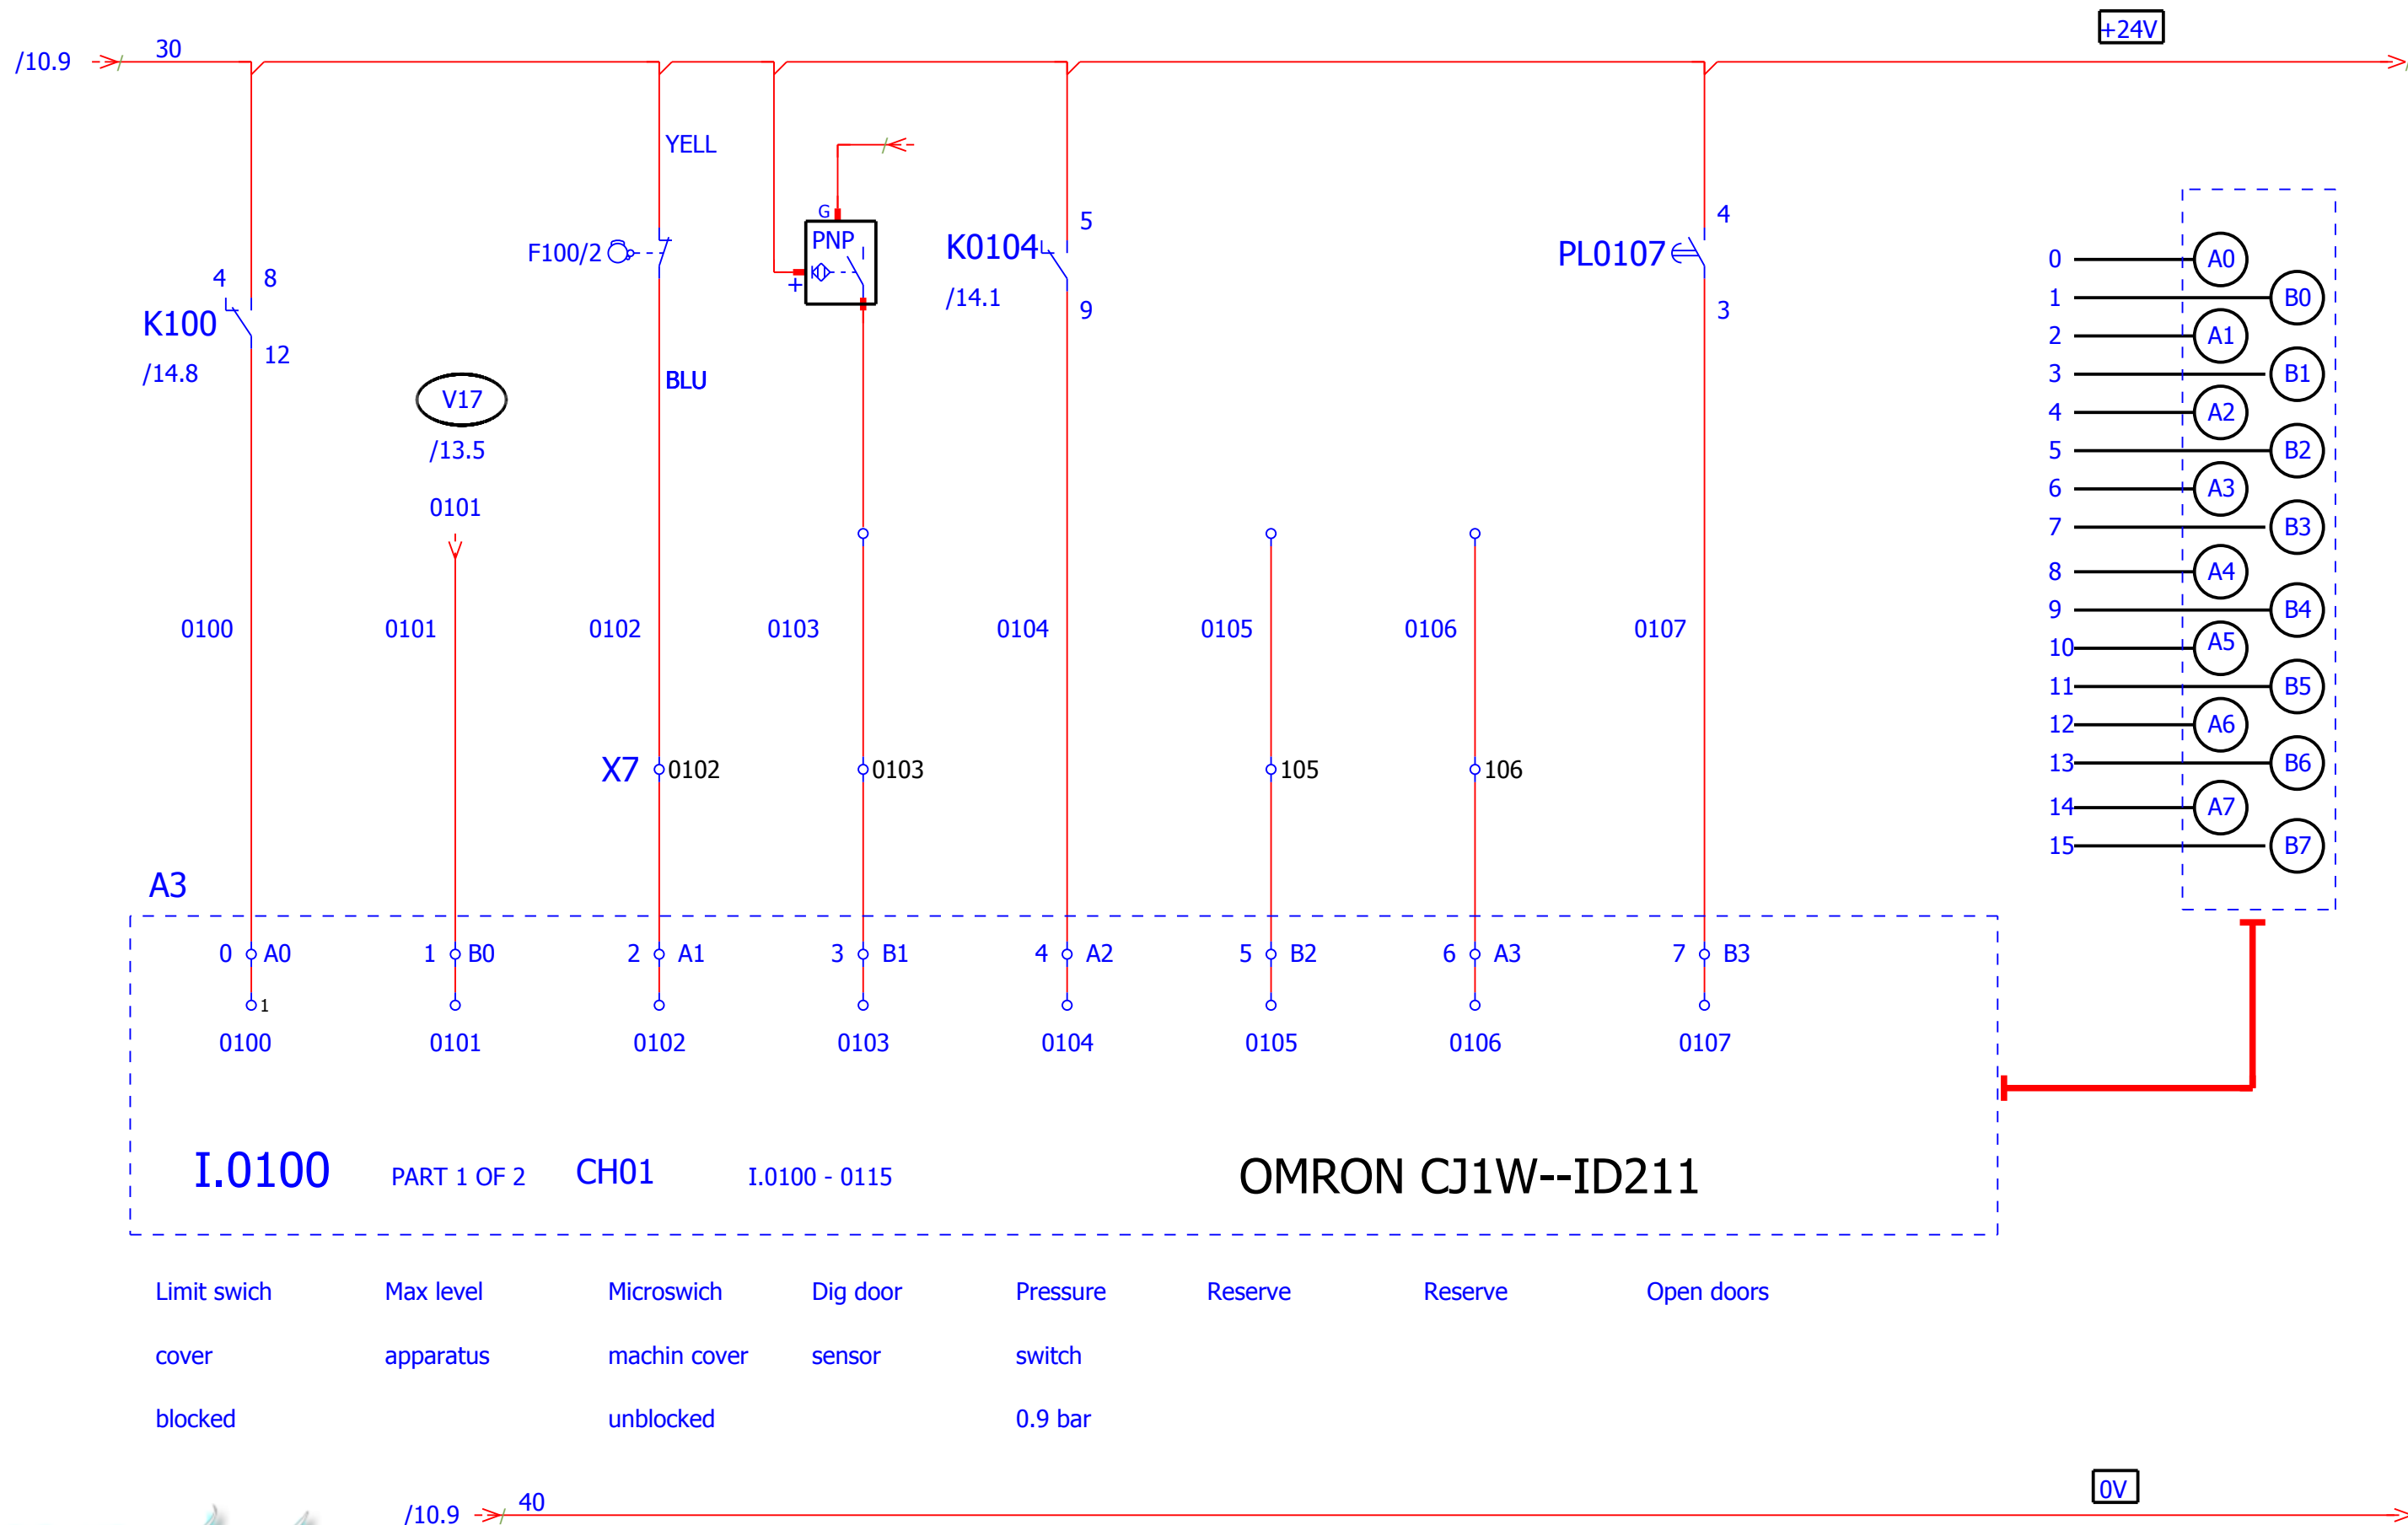 +24V
/10.9 30
YELL
G
PNP
+
F100/2
K0104
5
/14.1
9
PL0107
4
3
4 8
K100
12
/14.8
BLU
V17
/13.5
0101
0 A0
1 B0
2 A1
3 B1
4 A2
5 B2
6 A3
7 B3
8 A4
9 B4
10 A5
11 B5
12 A6
13 B6
14 A7
15 B7
0100 0101 0102 0103 0104 0105 0106 0107
X7 0102 0103 105 106
A3
0 A0 1 B0 2 A1 3 B1 4 A2 5 B2 6 A3 7 B3
1
0100 0101 0102 0103 0104 0105 0106 0107
I.0100 PART 1 OF 2 CH01 I.0100 - 0115 OMRON CJ1W--ID211
Limit swich Max level Microswich Dig door Pressure Reserve Reserve Open doors
cover apparatus machin cover sensor switch
blocked unblocked 0.9 bar
0V
/10.9 40